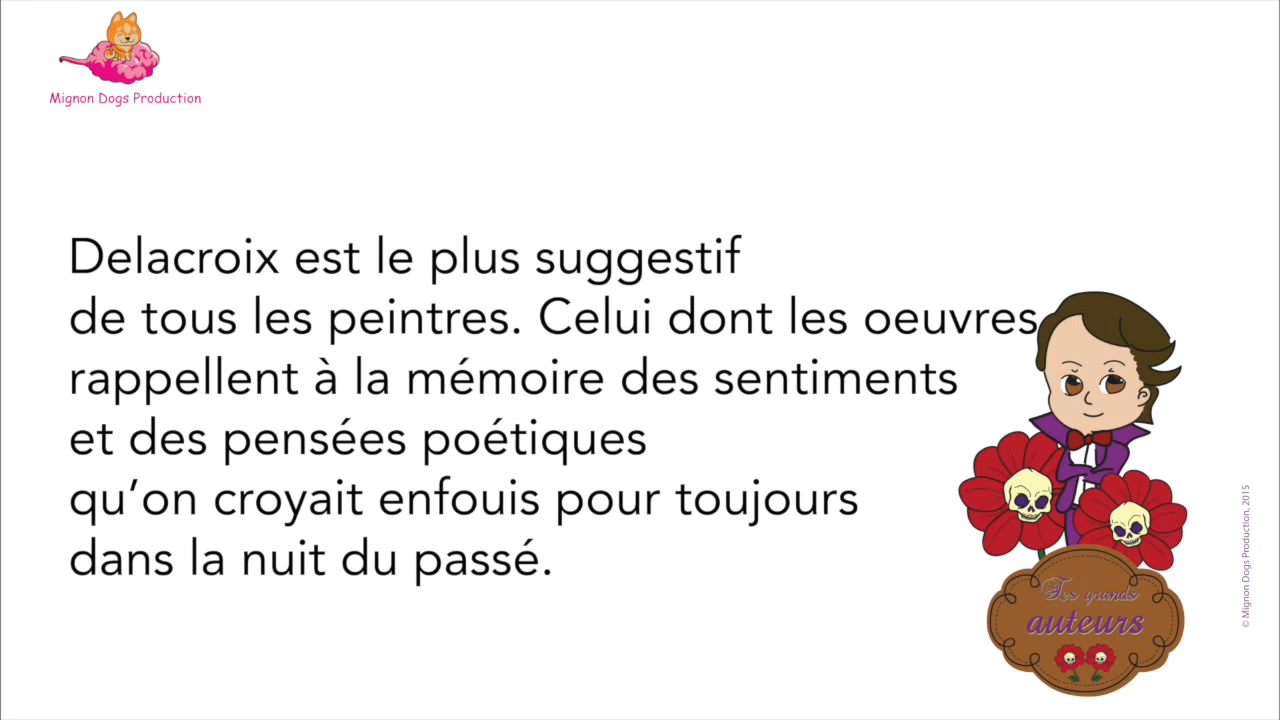 Mignon Dogs Production
Delacroix est le plus suggestif
de tous les peintres. Celui dont les oeuvres
rappellent à la mémoire des sentiments
et des pensées poétiques
qu’on croyait enfouis pour toujours
dans la nuit du passé.
Tes grands
auteurs
© Mignon Dogs Production, 2015